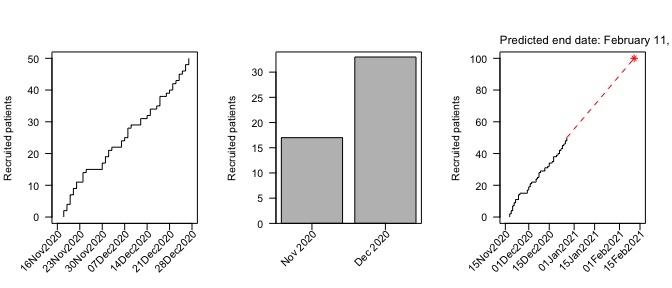 Predicted end date: February 11,
Recruited patients
50
40
30
20
10
0
16Nov2020
23Nov2020
30Nov2020
07Dec2020
14Dec2020
21Dec2020
28Dec2020
Recruited patients
30
25
20
15
10
5
0
Nov 2020
Dec 2020
Recruited patients
100
80
60
40
20
0
15Nov2020
01Dec2020
15Dec2020
01Jan2021
15Jan2021
01Feb2021
15Feb2021